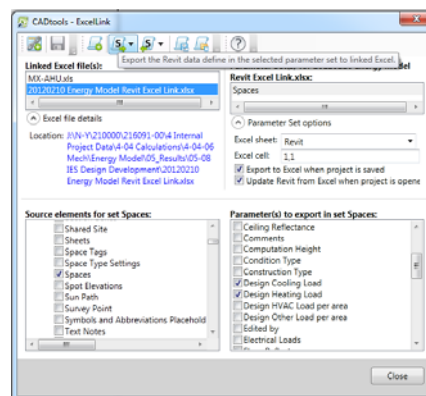 CADtools - ExcelLink
Export the Revit data define in the selected parameter set to linked Excel.
Linked Excel file(s):
MX-AHU.xls
20120210 Energy Model Revit Excel Link.xlsx
Excel file details
Location: J:\N-Y\210000\216091-00\4 Internal
Project Data\4-04 Calculations\4-04-06
Mech\Energy Model\05_Results\05-08
IES Design Development\20120210
Energy Model Revit Excel Link.xlsx
Revit Excel Link.xlsx:
Spaces
Parameter Set options
Excel sheet: Revit
Excel cell: 1,1
Export to Excel when project is saved
Update Revit from Excel when project is opene
Source elements for set Spaces:
Shared Site
Sheets
Space Tags
Space Type Settings
Spaces
Spot Elevations
Sun Path
Survey Point
Symbols and Abbreviations Placehold
Text Notes
Parameter(s) to export in set Spaces:
Ceiling Reflectance
Comments
Computation Height
Condition Type
Construction Type
Design Cooling Load
Design Heating Load
Design HVAC Load per area
Design Other Load per area
Edited by
Electrical Loads
Close